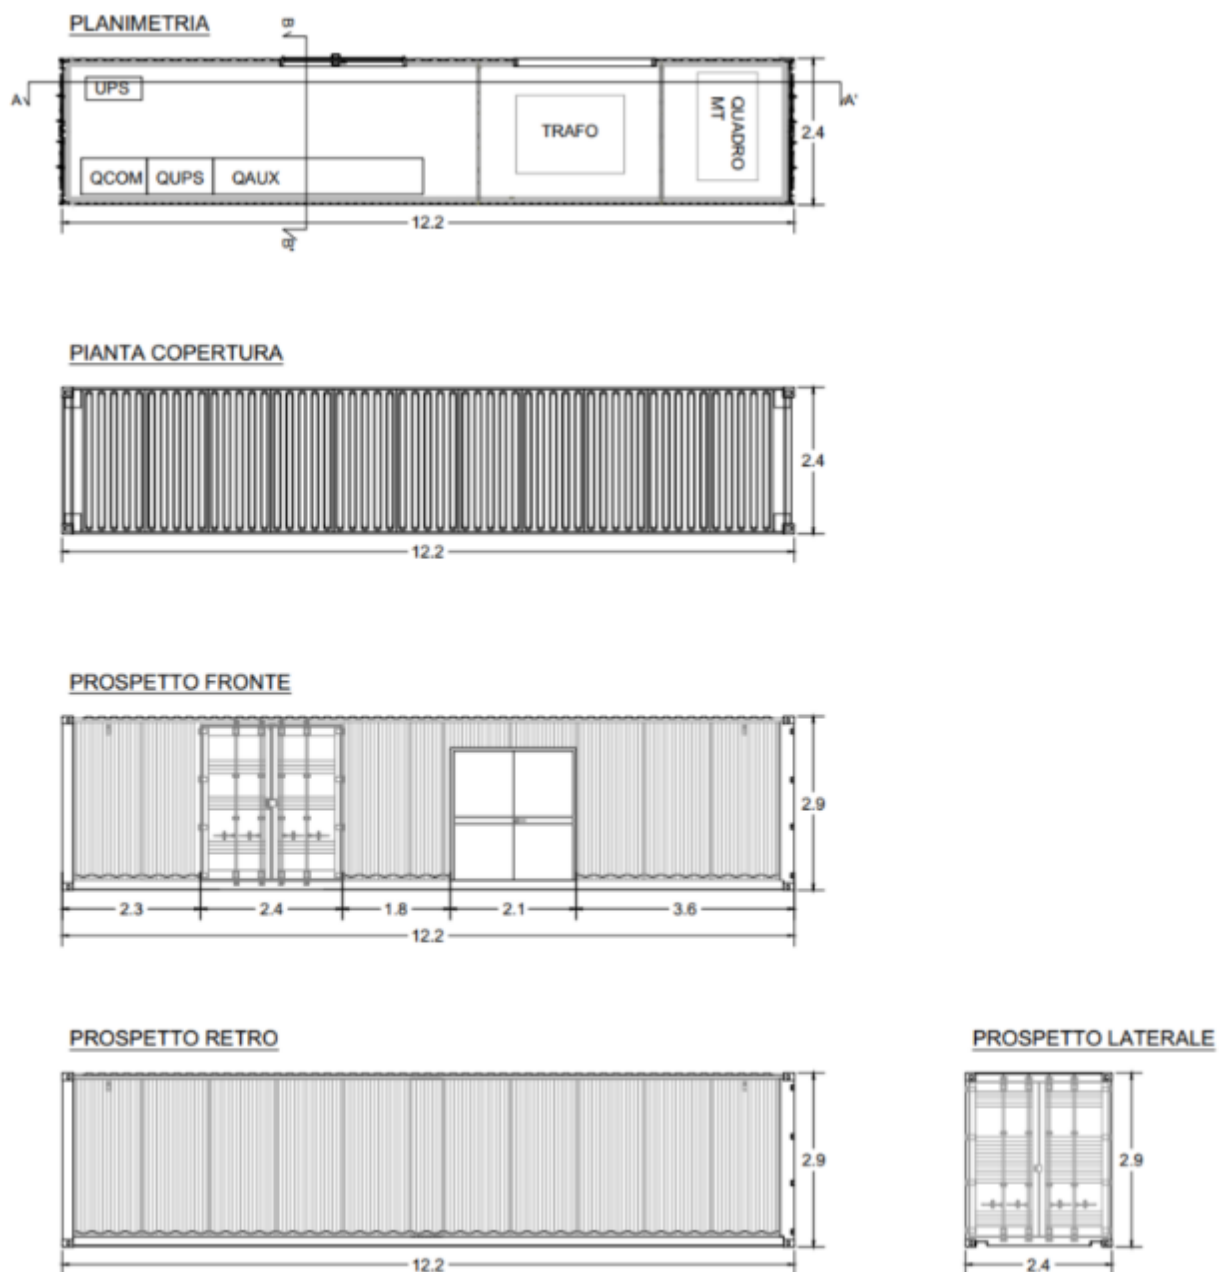 PLANIMETRIA
B
A
UPS
A'
TRAFO
QUADRO
MT
2.4
QCOM
QUPS
QAUX
12.2
B'
PIANTA COPERTURA
2.4
12.2
PROSPETTO FRONTE
2.9
2.3
2.4
1.8
2.1
3.6
12.2
PROSPETTO RETRO
PROSPETTO LATERALE
2.9
2.9
12.2
2.4